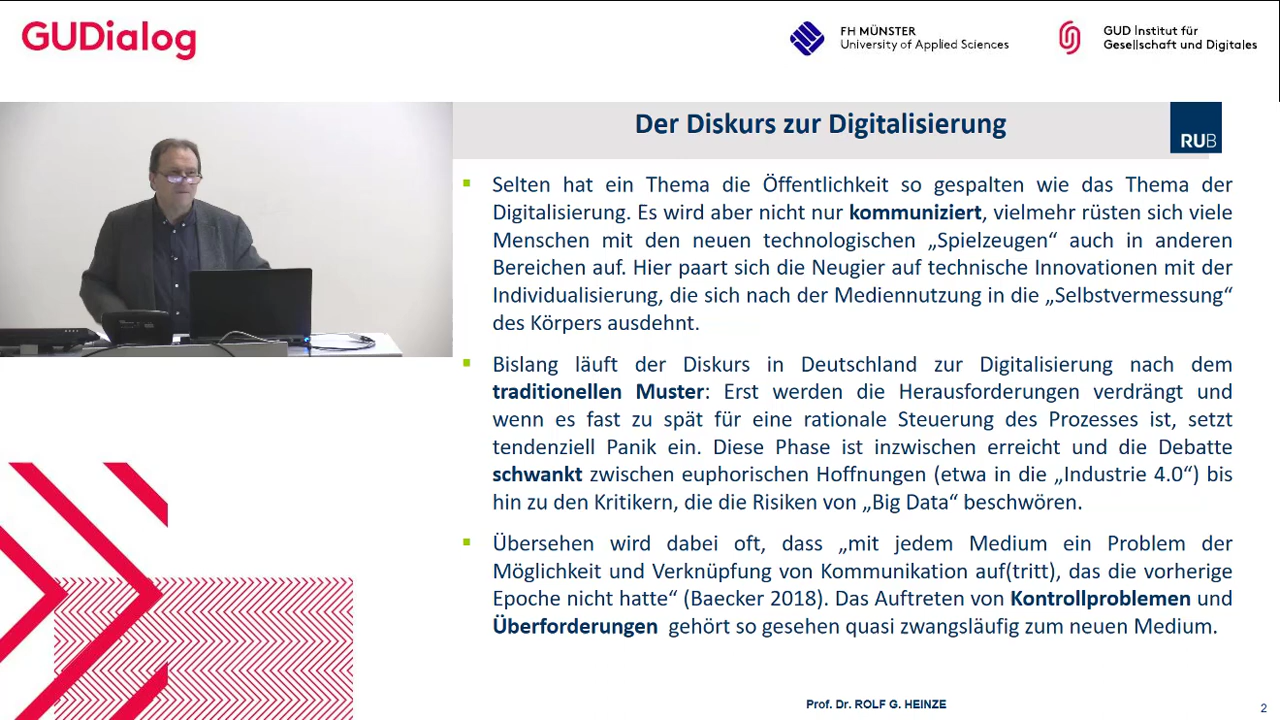 GUDialog
FH MÜNSTER
University of Applied Sciences
GUD Institut für
Gesellschaft und Digitales
Der Diskurs zur Digitalisierung
RUB
Selten hat ein Thema die Öffentlichkeit so gespalten wie das Thema der
Digitalisierung. Es wird aber nicht nur kommuniziert, vielmehr rüsten sich viele
Menschen mit den neuen technologischen „Spielzeugen“ auch in anderen
Bereichen auf. Hier paart sich die Neugier auf technische Innovationen mit der
Individualisierung, die sich nach der Mediennutzung in die „Selbstvermessung“
des Körpers ausdehnt.
Bislang läuft der Diskurs in Deutschland zur Digitalisierung nach dem
traditionellen Muster: Erst werden die Herausforderungen verdrängt und
wenn es fast zu spät für eine rationale Steuerung des Prozesses ist, setzt
tendenziell Panik ein. Diese Phase ist inzwischen erreicht und die Debatte
schwankt zwischen euphorischen Hoffnungen (etwa in die „Industrie 4.0“) bis
hin zu den Kritikern, die die Risiken von „Big Data“ beschwören.
Übersehen wird dabei oft, dass „mit jedem Medium ein Problem der
Möglichkeit und Verknüpfung von Kommunikation auf(tritt), das die vorherige
Epoche nicht hatte“ (Baecker 2018). Das Auftreten von Kontrollproblemen und
Überforderungen gehört so gesehen quasi zwangsläufig zum neuen Medium.
Prof. Dr. ROLF G. HEINZE
2